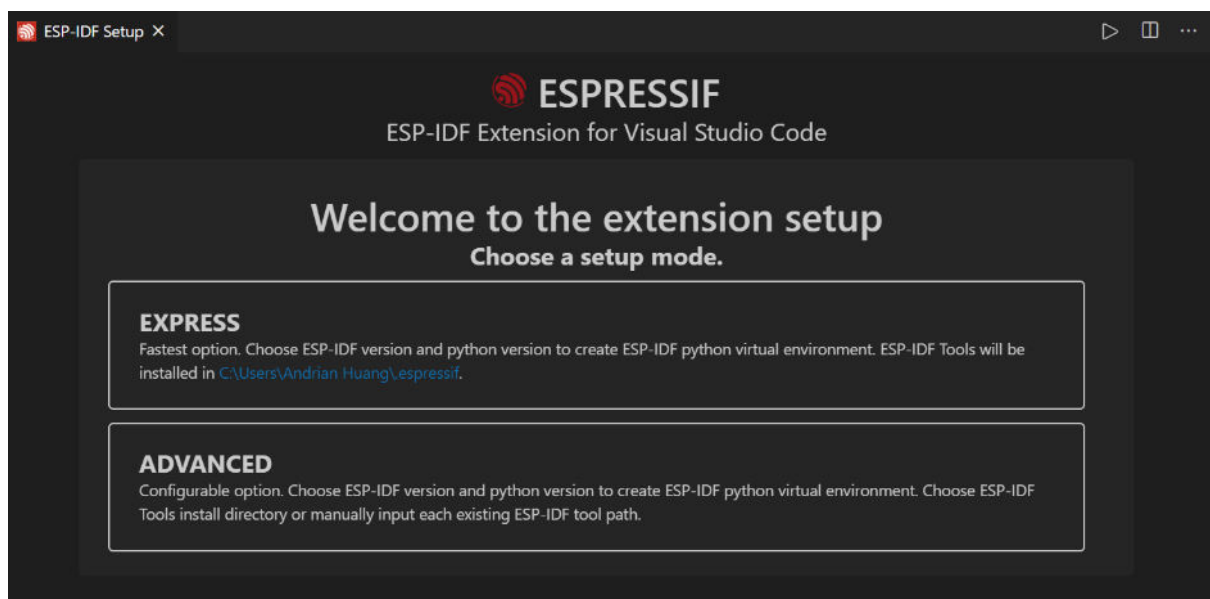 ESP-IDF Setup
ESPRESSIF
ESP-IDF Extension for Visual Studio Code
Welcome to the extension setup
Choose a setup mode.
EXPRESS
Fastest option. Choose ESP-IDF version and python version to create ESP-IDF python virtual environment. ESP-IDF Tools will be
installed in C:\Users\Andrian Huang\.espressif.
ADVANCED
Configurable option. Choose ESP-IDF version and python version to create ESP-IDF python virtual environment. Choose ESP-IDF
Tools install directory or manually input each existing ESP-IDF tool path.